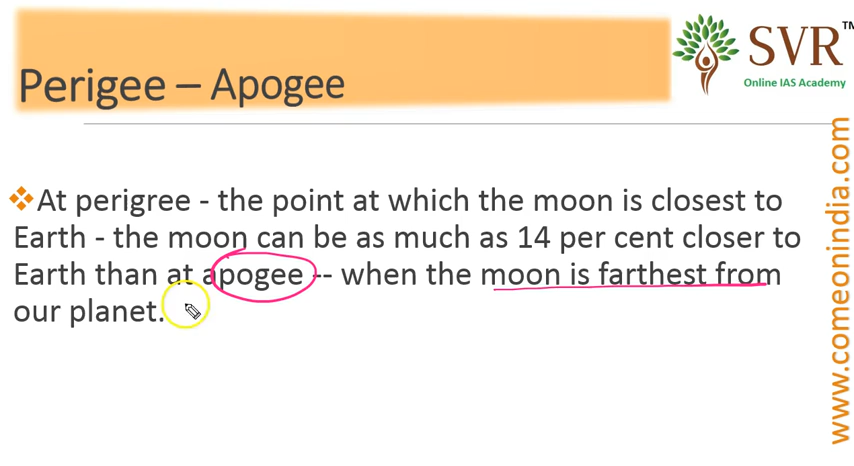 Perigee – Apogee
SVR™
Online IAS Academy
At perigree - the point at which the moon is closest to
Earth - the moon can be as much as 14 per cent closer to
Earth than at apogee -- when the moon is farthest from
our planet.
www.comeonindia.com